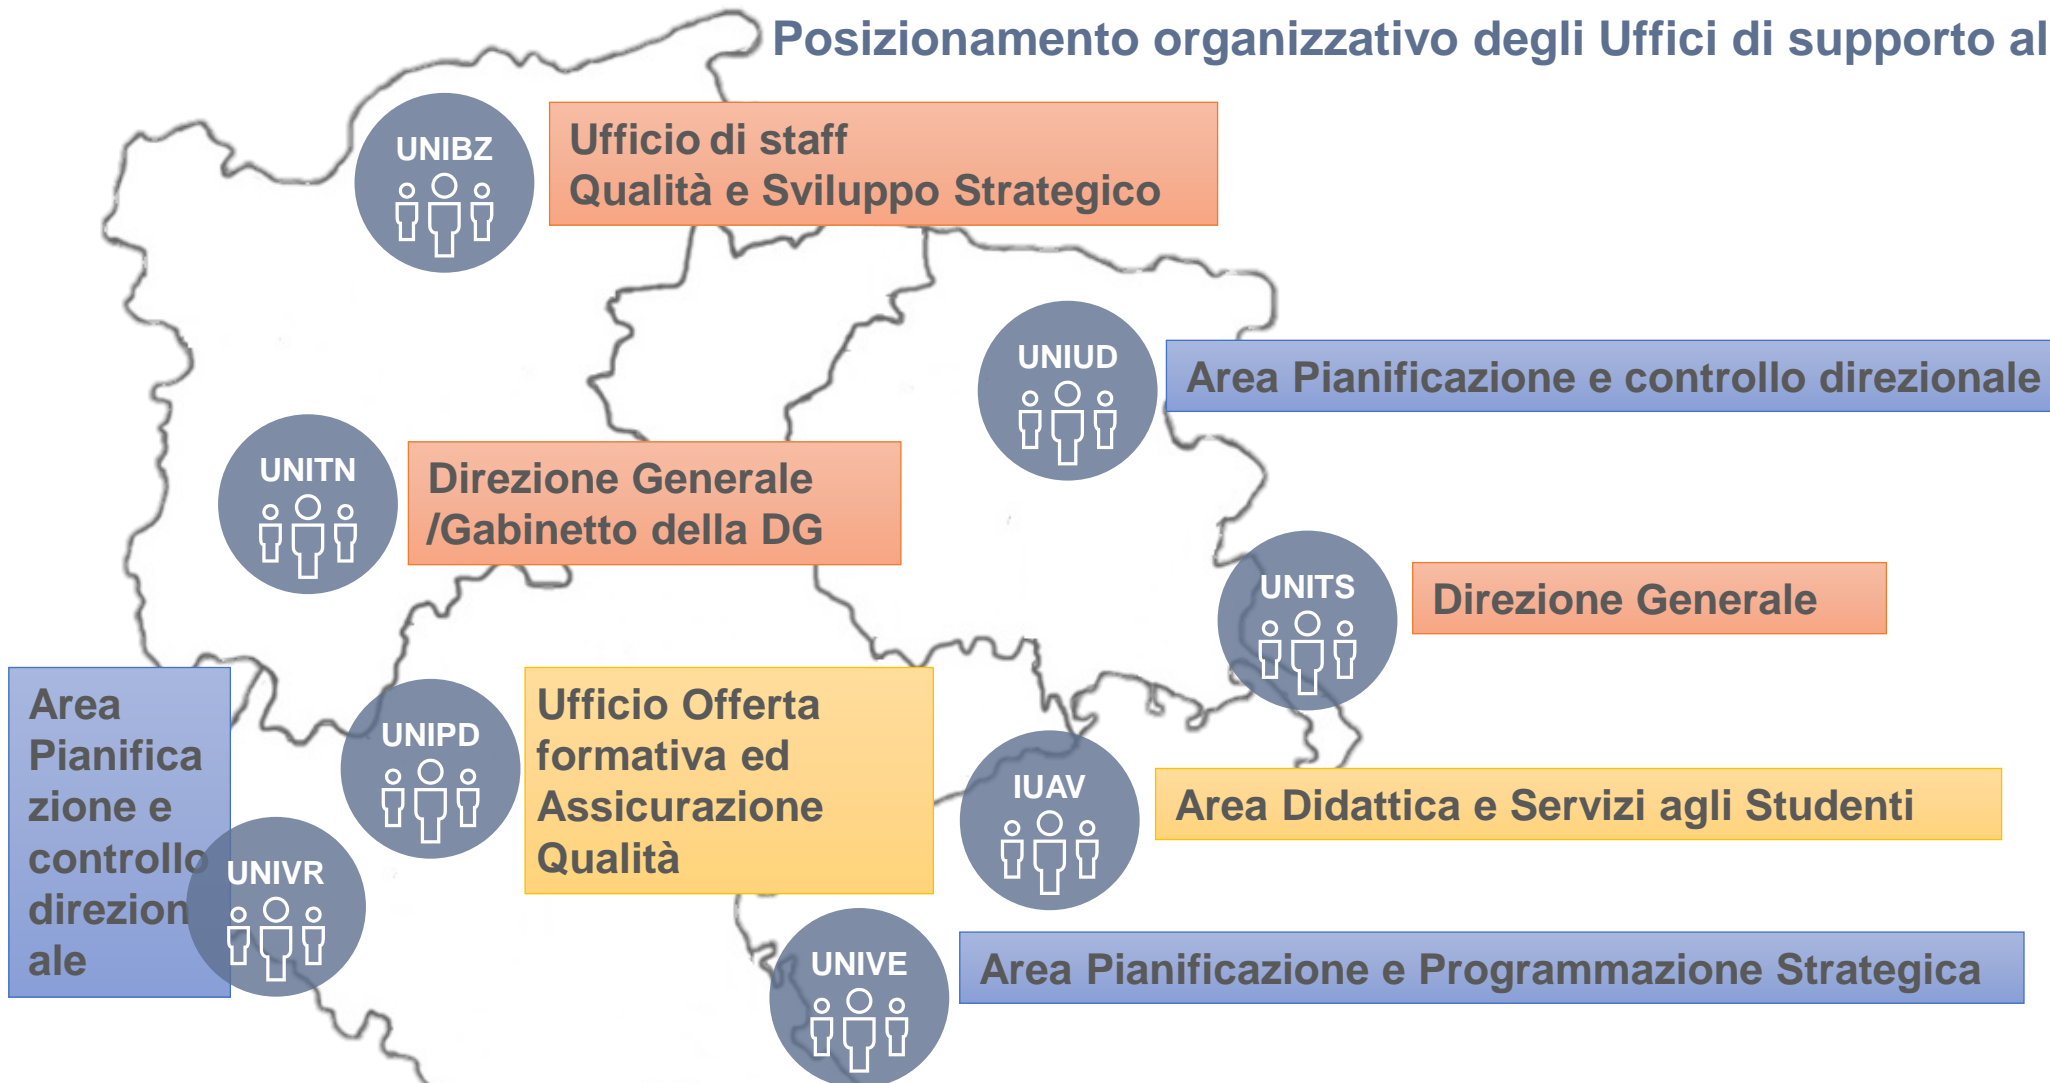 Posizionamento organizzativo degli Uffici di supporto al
UNIBZ
Ufficio di staff
Qualità e Sviluppo Strategico
UNIUD
Area Pianificazione e controllo direzionale
UNITN
Direzione Generale
/Gabinetto della DG
UNITS
Direzione Generale
Area
Pianifica
zione e
controllo
direzion
ale
UNIVR
UNIPD
Ufficio Offerta
formativa ed
Assicurazione
Qualità
IUAV
Area Didattica e Servizi agli Studenti
UNIVE
Area Pianificazione e Programmazione Strategica